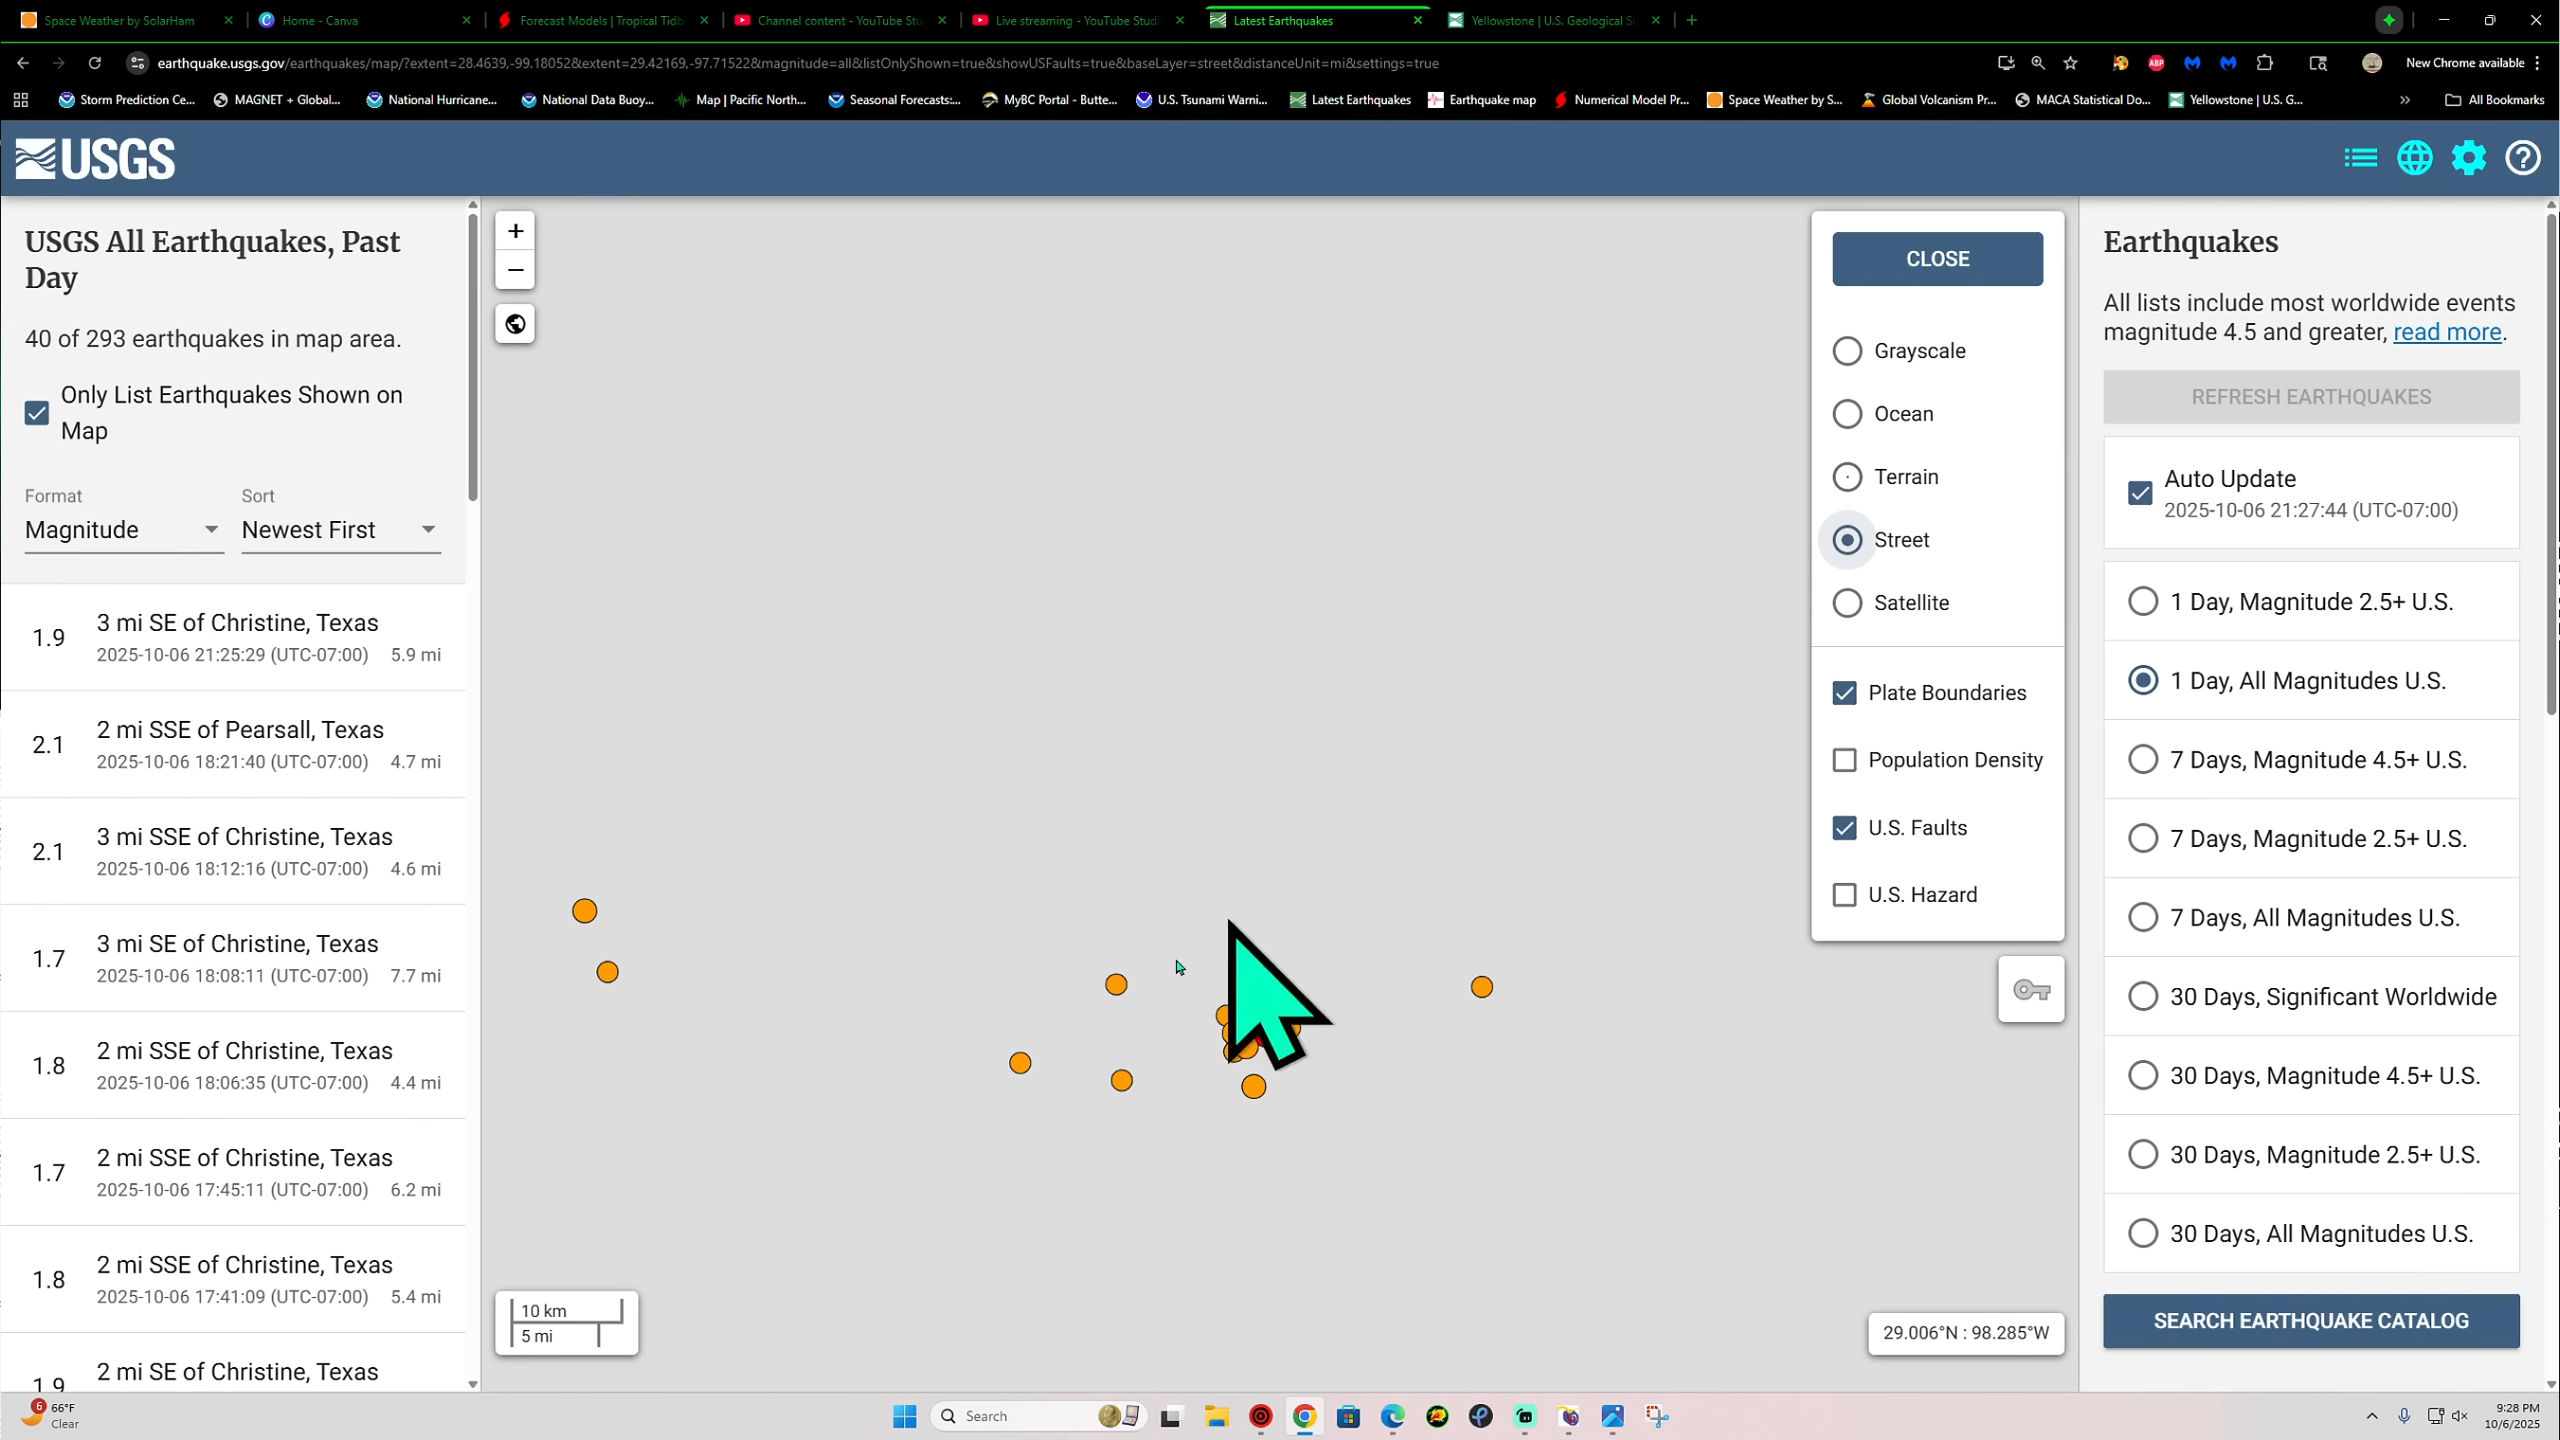 Space Weather by SolarHam
Home - Canva
Forecast Models | Tropical Tidb
Channel content - YouTube Stu
Live streaming - YouTube Studi
Latest Earthquakes
Yellowstone | U.S. Geological S
earthquake.usgs.gov/earthquakes/map/?extent=28.4639,-99.18052&extent=29.42169,-97.71522&magnitude=all&listOnlyShown=true&showUSFaults=true&baseLayer=street&distanceUnit=mi&settings=true
ABP
New Chrome available
Storm Prediction Ce...
MAGNET + Global...
National Hurricane...
National Data Buoy...
Map | Pacific North...
Seasonal Forecasts:...
MyBC Portal - Butte...
U.S. Tsunami Warni...
Latest Earthquakes
Earthquake map
Numerical Model Pr...
Space Weather by S...
Global Volcanism Pr...
MACA Statistical Do...
Yellowstone | U.S. G...
All Bookmarks
USGS
USGS All Earthquakes, Past
Day
40 of 293 earthquakes in map area.
Only List Earthquakes Shown on
Map
Format
Sort
Magnitude
Newest First
1.9
3 mi SE of Christine, Texas
2025-10-06 21:25:29 (UTC-07:00) 5.9 mi
2.1
2 mi SSE of Pearsall, Texas
2025-10-06 18:21:40 (UTC-07:00) 4.7 mi
2.1
3 mi SSE of Christine, Texas
2025-10-06 18:12:16 (UTC-07:00) 4.6 mi
1.7
3 mi SE of Christine, Texas
2025-10-06 18:08:11 (UTC-07:00) 7.7 mi
1.8
2 mi SSE of Christine, Texas
2025-10-06 18:06:35 (UTC-07:00) 4.4 mi
1.7
2 mi SSE of Christine, Texas
2025-10-06 17:45:11 (UTC-07:00) 6.2 mi
1.8
2 mi SSE of Christine, Texas
2025-10-06 17:41:09 (UTC-07:00) 5.4 mi
1.9
2 mi SE of Christine, Texas
+
−
10 km
5 mi
CLOSE
Grayscale
Ocean
Terrain
Street
Satellite
Plate Boundaries
Population Density
U.S. Faults
U.S. Hazard
29.006°N : 98.285°W
Earthquakes
All lists include most worldwide events
magnitude 4.5 and greater, read more.
REFRESH EARTHQUAKES
Auto Update
2025-10-06 21:27:44 (UTC-07:00)
1 Day, Magnitude 2.5+ U.S.
1 Day, All Magnitudes U.S.
7 Days, Magnitude 4.5+ U.S.
7 Days, Magnitude 2.5+ U.S.
7 Days, All Magnitudes U.S.
30 Days, Significant Worldwide
30 Days, Magnitude 4.5+ U.S.
30 Days, Magnitude 2.5+ U.S.
30 Days, All Magnitudes U.S.
SEARCH EARTHQUAKE CATALOG
6
66°F
Clear
Search
9:28 PM
10/6/2025